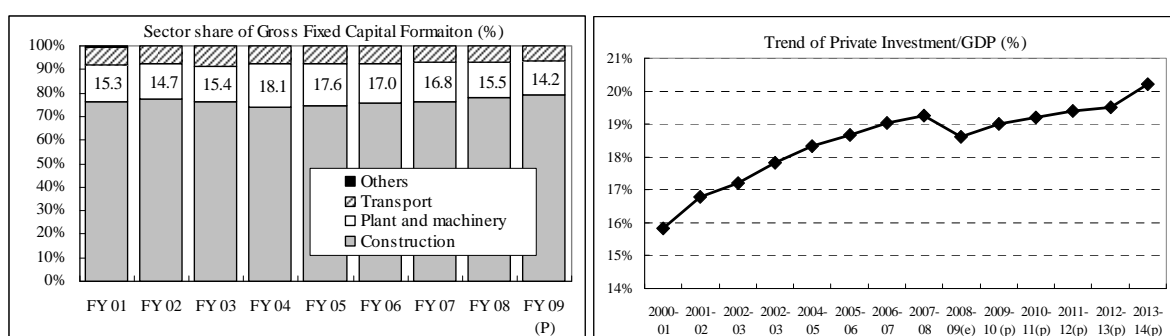 Sector share of Gross Fixed Capital Formaiton (%)
100%
90%
80%
70%
60%
50%
40%
30%
20%
10%
0%
15.3 14.7 15.4 18.1 17.6 17.0 16.8 15.5 14.2
Others
Transport
Plant and machinery
Construction
FY 01 FY 02 FY 03 FY 04 FY 05 FY 06 FY 07 FY 08 FY 09
(P)
Trend of Private Investment/GDP (%)
21%
20%
19%
18%
17%
16%
15%
14%
2000- 2001- 2002- 2003- 2004- 2005- 2006- 2007- 2008- 2009- 2010- 2011- 2012- 2013-
01 02 03 03 05 06 07 08 09(e) 10 (p) 11(p) 12(p) 13(p) 14(p)